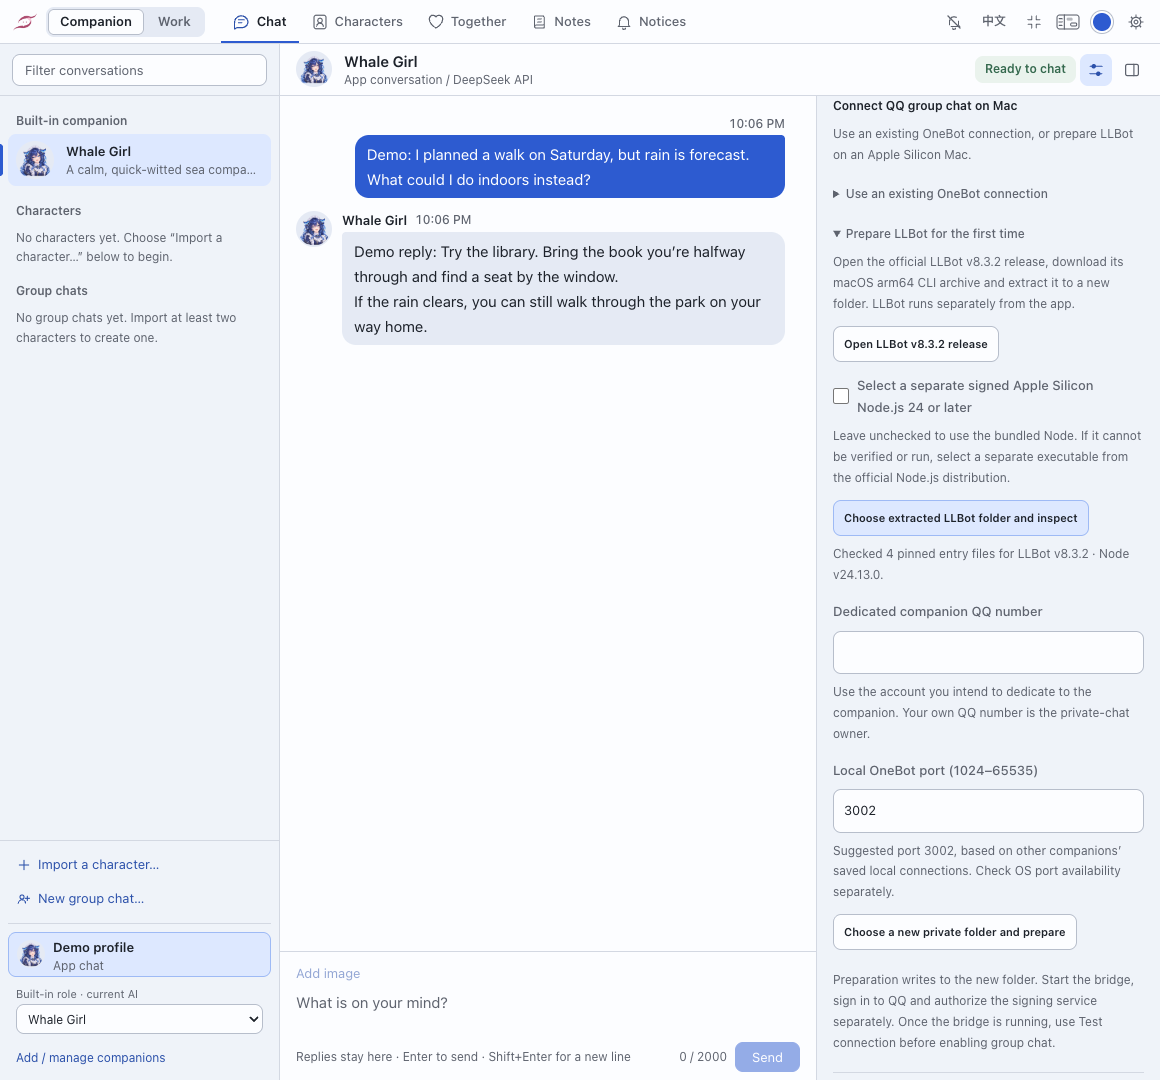 Companion
Work
Chat
Characters
Together
Notes
Notices
中文
Filter conversations
Built-in companion
Whale Girl
A calm, quick-witted sea compa...
Characters
No characters yet. Choose “Import a
character…” below to begin.
Group chats
No group chats yet. Import at least two
characters to create one.
Import a character…
New group chat…
Demo profile
App chat
Built-in role · current AI
Whale Girl
Add / manage companions
Whale Girl
App conversation / DeepSeek API
Ready to chat
10:06 PM
Demo: I planned a walk on Saturday, but rain is forecast.
What could I do indoors instead?
Whale Girl 10:06 PM
Demo reply: Try the library. Bring the book you’re halfway
through and find a seat by the window.
If the rain clears, you can still walk through the park on your
way home.
Add image
What is on your mind?
Replies stay here · Enter to send · Shift+Enter for a new line
0 / 2000
Send
Connect QQ group chat on Mac
Use an existing OneBot connection, or prepare LLBot
on an Apple Silicon Mac.
Use an existing OneBot connection
Prepare LLBot for the first time
Open the official LLBot v8.3.2 release, download its
macOS arm64 CLI archive and extract it to a new
folder. LLBot runs separately from the app.
Open LLBot v8.3.2 release
Select a separate signed Apple Silicon
Node.js 24 or later
Leave unchecked to use the bundled Node. If it cannot
be verified or run, select a separate executable from
the official Node.js distribution.
Choose extracted LLBot folder and inspect
Checked 4 pinned entry files for LLBot v8.3.2 · Node
v24.13.0.
Dedicated companion QQ number
Use the account you intend to dedicate to the
companion. Your own QQ number is the private-chat
owner.
Local OneBot port (1024–65535)
3002
Suggested port 3002, based on other companions’
saved local connections. Check OS port availability
separately.
Choose a new private folder and prepare
Preparation writes to the new folder. Start the bridge,
sign in to QQ and authorize the signing service
separately. Once the bridge is running, use Test
connection before enabling group chat.